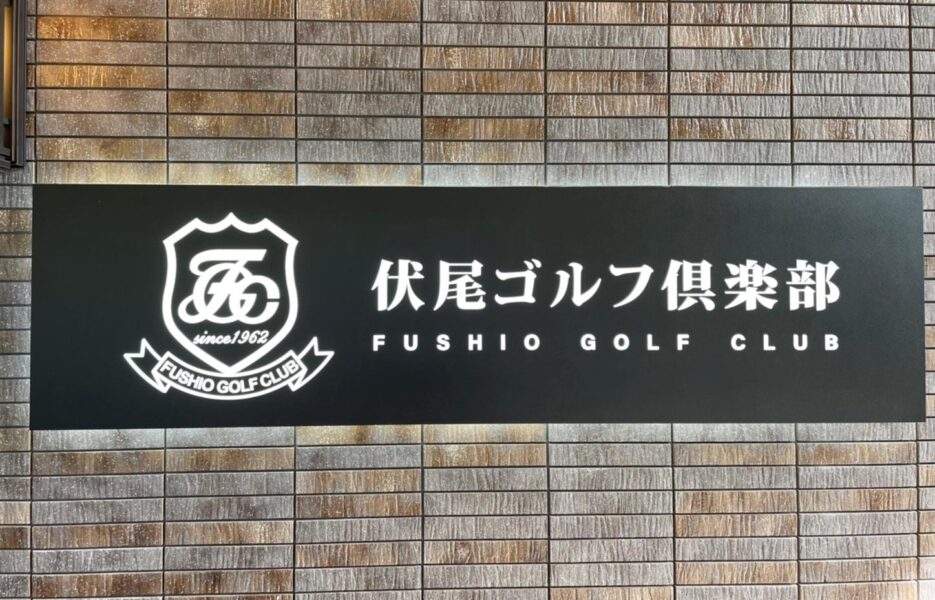 since1962
FUSHIO GOLF CLUB
伏尾ゴルフ倶楽部
FUSHIO GOLF CLUB